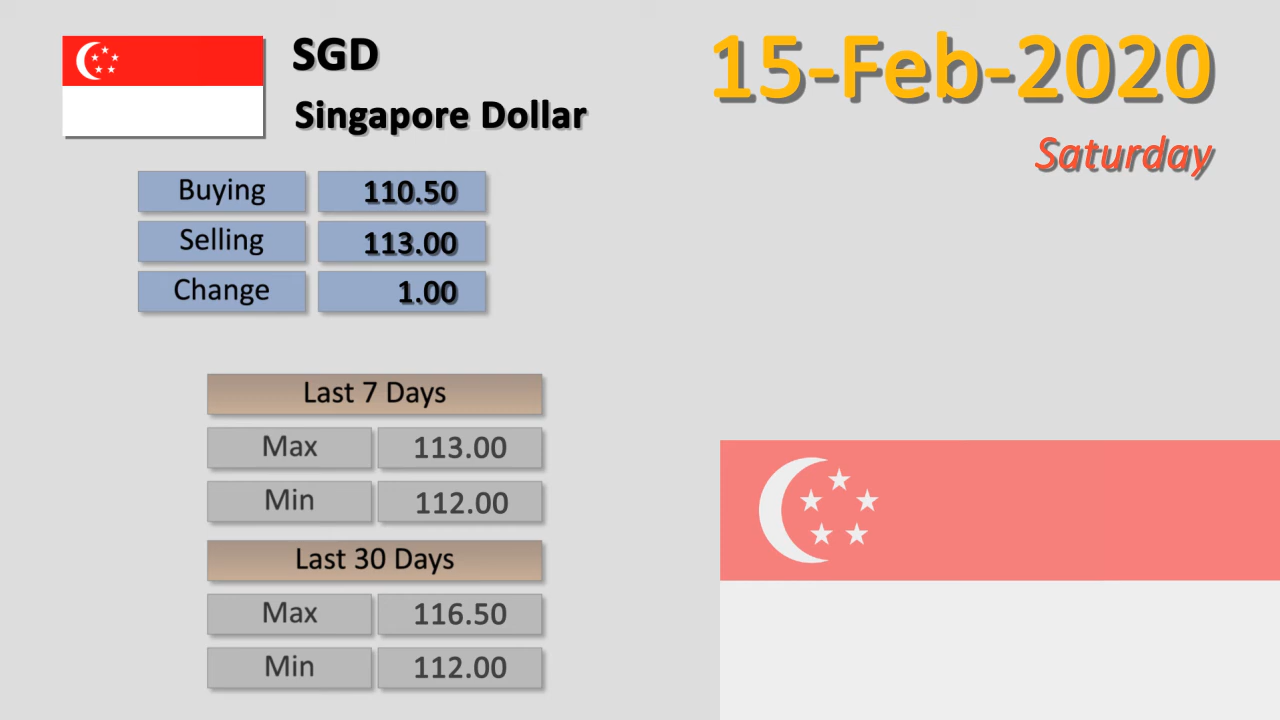 SGD
Singapore Dollar
15-Feb-2020
Saturday
Buying 110.50
Selling 113.00
Change 1.00
Last 7 Days
Max 113.00
Min 112.00
Last 30 Days
Max 116.50
Min 112.00